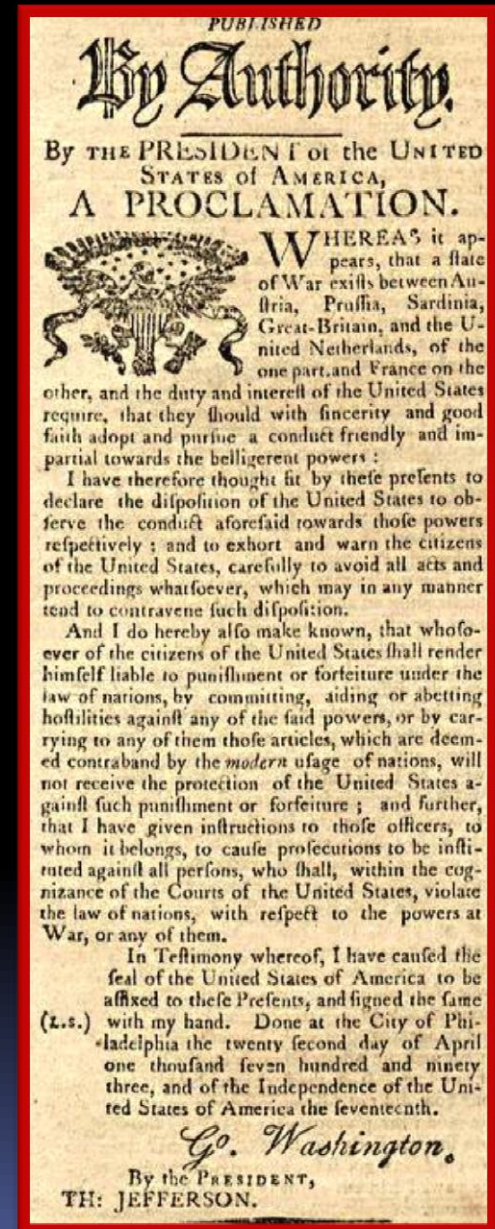 PUBLISHED
By Authority.
By THE PRESIDENT of the UNITED
STATES of AMERICA,
A PROCLAMATION.
WHEREAS it ap-
pears, that a ſtate
of War exiſts between Au-
ſtria, Pruſſia, Sardinia,
Great-Britain, and the U-
nited Netherlands, of the
one part, and France on the
other, and the duty and intereſt of the United States
require, that they ſhould with ſincerity and good
faith adopt and purſue a conduct friendly and im-
partial towards the belligerent powers :
I have therefore thought fit by theſe preſents to
declare the diſpoſition of the United States to ob-
ſerve the conduct aforeſaid towards thoſe powers
reſpectively ; and to exhort and warn the citizens
of the United States, carefully to avoid all acts and
proceedings whatſoever, which may in any manner
tend to contravene ſuch diſpoſition.
And I do hereby alſo make known, that whoſo-
ever of the citizens of the United States ſhall render
himſelf liable to puniſhment or forfeiture under the
law of nations, by committing, aiding or abetting
hoſtilities againſt any of the ſaid powers, or by car-
rying to any of them thoſe articles, which are deem-
ed contraband by the modern uſage of nations, will
not receive the protection of the United States a-
gainſt ſuch puniſhment or forfeiture ; and further,
that I have given inſtructions to thoſe officers, to
whom it belongs, to cauſe proſecutions to be inſti-
tuted againſt all perſons, who ſhall, within the cog-
nizance of the Courts of the United States, violate
the law of nations, with reſpect to the powers at
War, or any of them.
In Teſtimony whereof, I have cauſed the
ſeal of the United States of America to be
affixed to theſe Preſents, and ſigned the ſame
(L.S.) with my hand. Done at the City of Phi-
ladelphia the twenty ſecond day of April
one thouſand ſeven hundred and ninety
three, and of the Independence of the Uni-
ted States of America the ſeventeenth.
Go. Washington.
By the PRESIDENT,
TH: JEFFERSON.